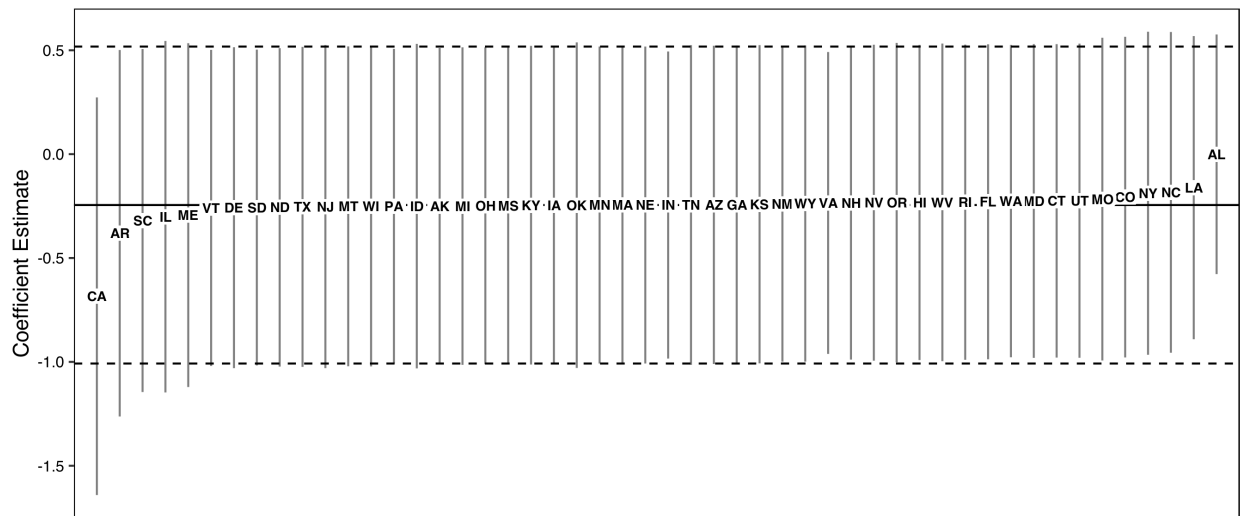 Coefficient Estimate
0.5
0.0
-0.5
-1.0
-1.5
CA
AR
SC
IL
ME
VT
DE
SD
ND
TX
NJ
MT
WI
PA
ID
AK
MI
OH
MS
KY
IA
OK
MN
MA
NE
IN
TN
AZ
GA
KS
NM
WY
VA
NH
NV
OR
HI
WV
RI
FL
WA
MD
CT
UT
MO
CO
NY
NC
LA
AL